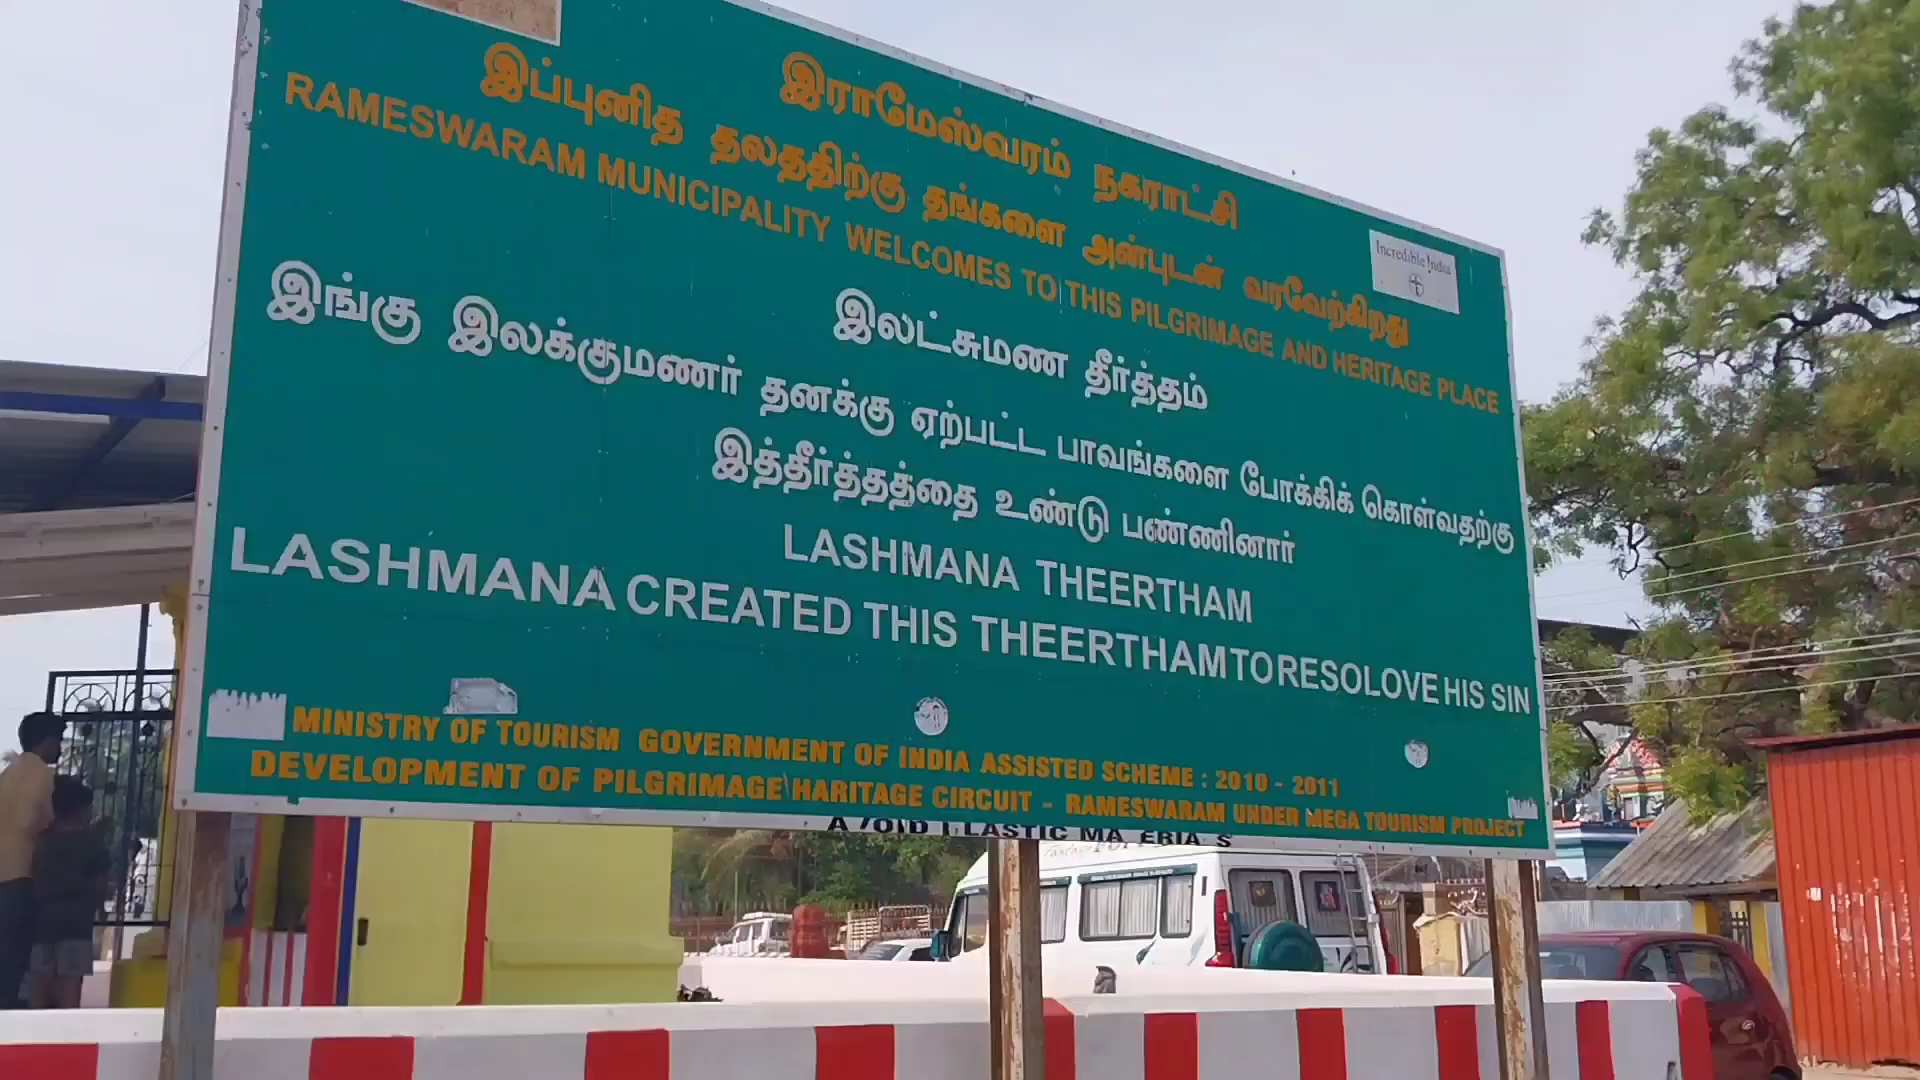 இராமேஸ்வரம் நகராட்சி
இப்புனித தலததிற்கு தங்களை அன்புடன் வரவேற்கிறது
RAMESWARAM MUNICIPALITY WELCOMES TO THIS PILGRIMAGE AND HERITAGE PLACE
Incredible India
இலட்சுமண தீர்த்தம்
இங்கு இலக்குமணர் தனக்கு ஏற்பட்ட பாவங்களை போக்கிக் கொள்வதற்கு
இத்தீர்த்தத்தை உண்டு பண்ணினார்
LASHMANA THEERTHAM
LASHMANA CREATED THIS THEERTHAM TO RESOLOVE HIS SIN
MINISTRY OF TOURISM GOVERNMENT OF INDIA ASSISTED SCHEME : 2010 - 2011
DEVELOPMENT OF PILGRIMAGE HARITAGE CIRCUIT - RAMESWARAM UNDER MEGA TOURISM PROJECT